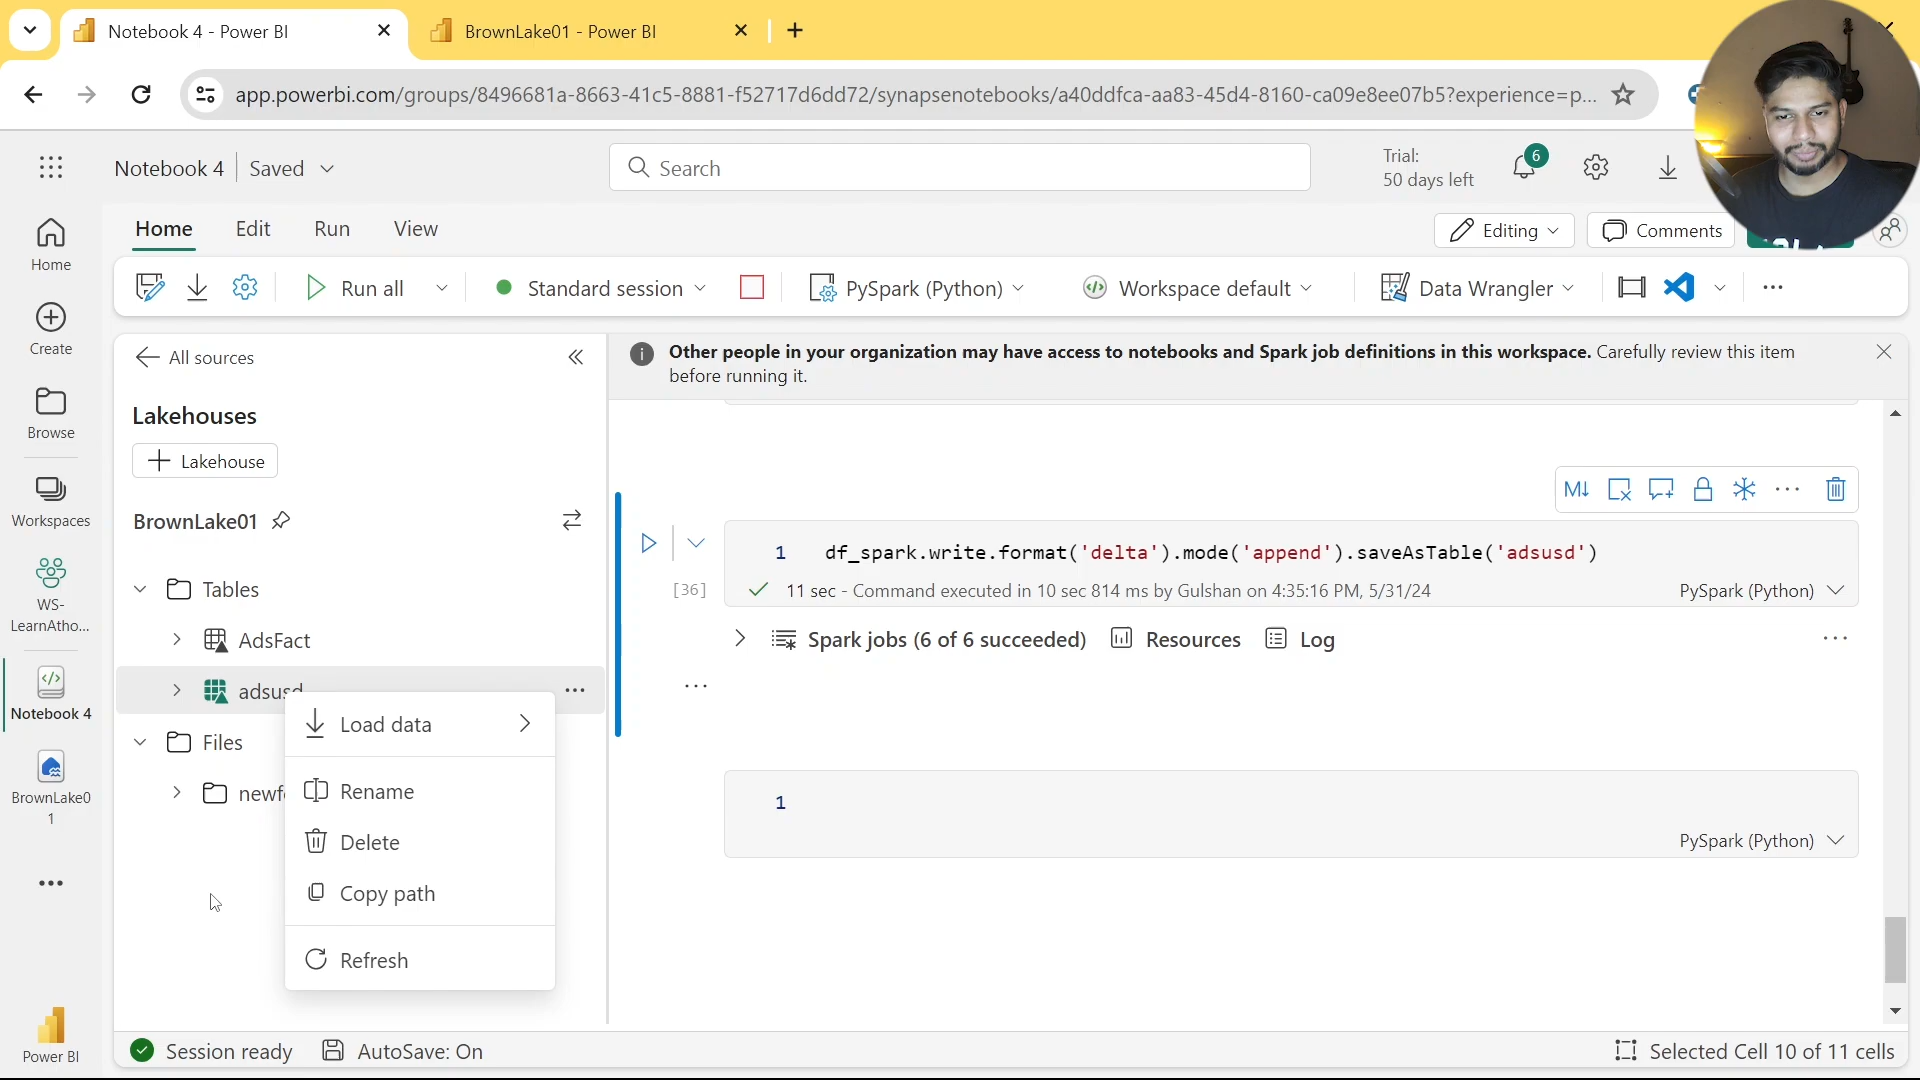 Notebook 4 - Power BI
BrownLake01 - Power BI
app.powerbi.com/groups/8496681a-8663-41c5-8881-f52717d6dd72/synapsenotebooks/a40ddfca-aa83-45d4-8160-ca09e8ee07b5?experience=p...
Notebook 4
Saved
Search
Trial:
50 days left
6
Home
Edit
Run
View
Editing
Comments
Run all
Standard session
PySpark (Python)
Workspace default
Data Wrangler
Home
Create
Browse
Workspaces
WS-
LearnAtho...
Notebook 4
BrownLake0
1
Power BI
All sources
Lakehouses
Lakehouse
BrownLake01
Tables
AdsFact
adsusd
Files
newf
Load data
Rename
Delete
Copy path
Refresh
Other people in your organization may have access to notebooks and Spark job definitions in this workspace. Carefully review this item
before running it.
M↓
1 df_spark.write.format('delta').mode('append').saveAsTable('adsusd')
[36]
11 sec - Command executed in 10 sec 814 ms by Gulshan on 4:35:16 PM, 5/31/24
PySpark (Python)
Spark jobs (6 of 6 succeeded)
Resources
Log
1
PySpark (Python)
Session ready
AutoSave: On
Selected Cell 10 of 11 cells